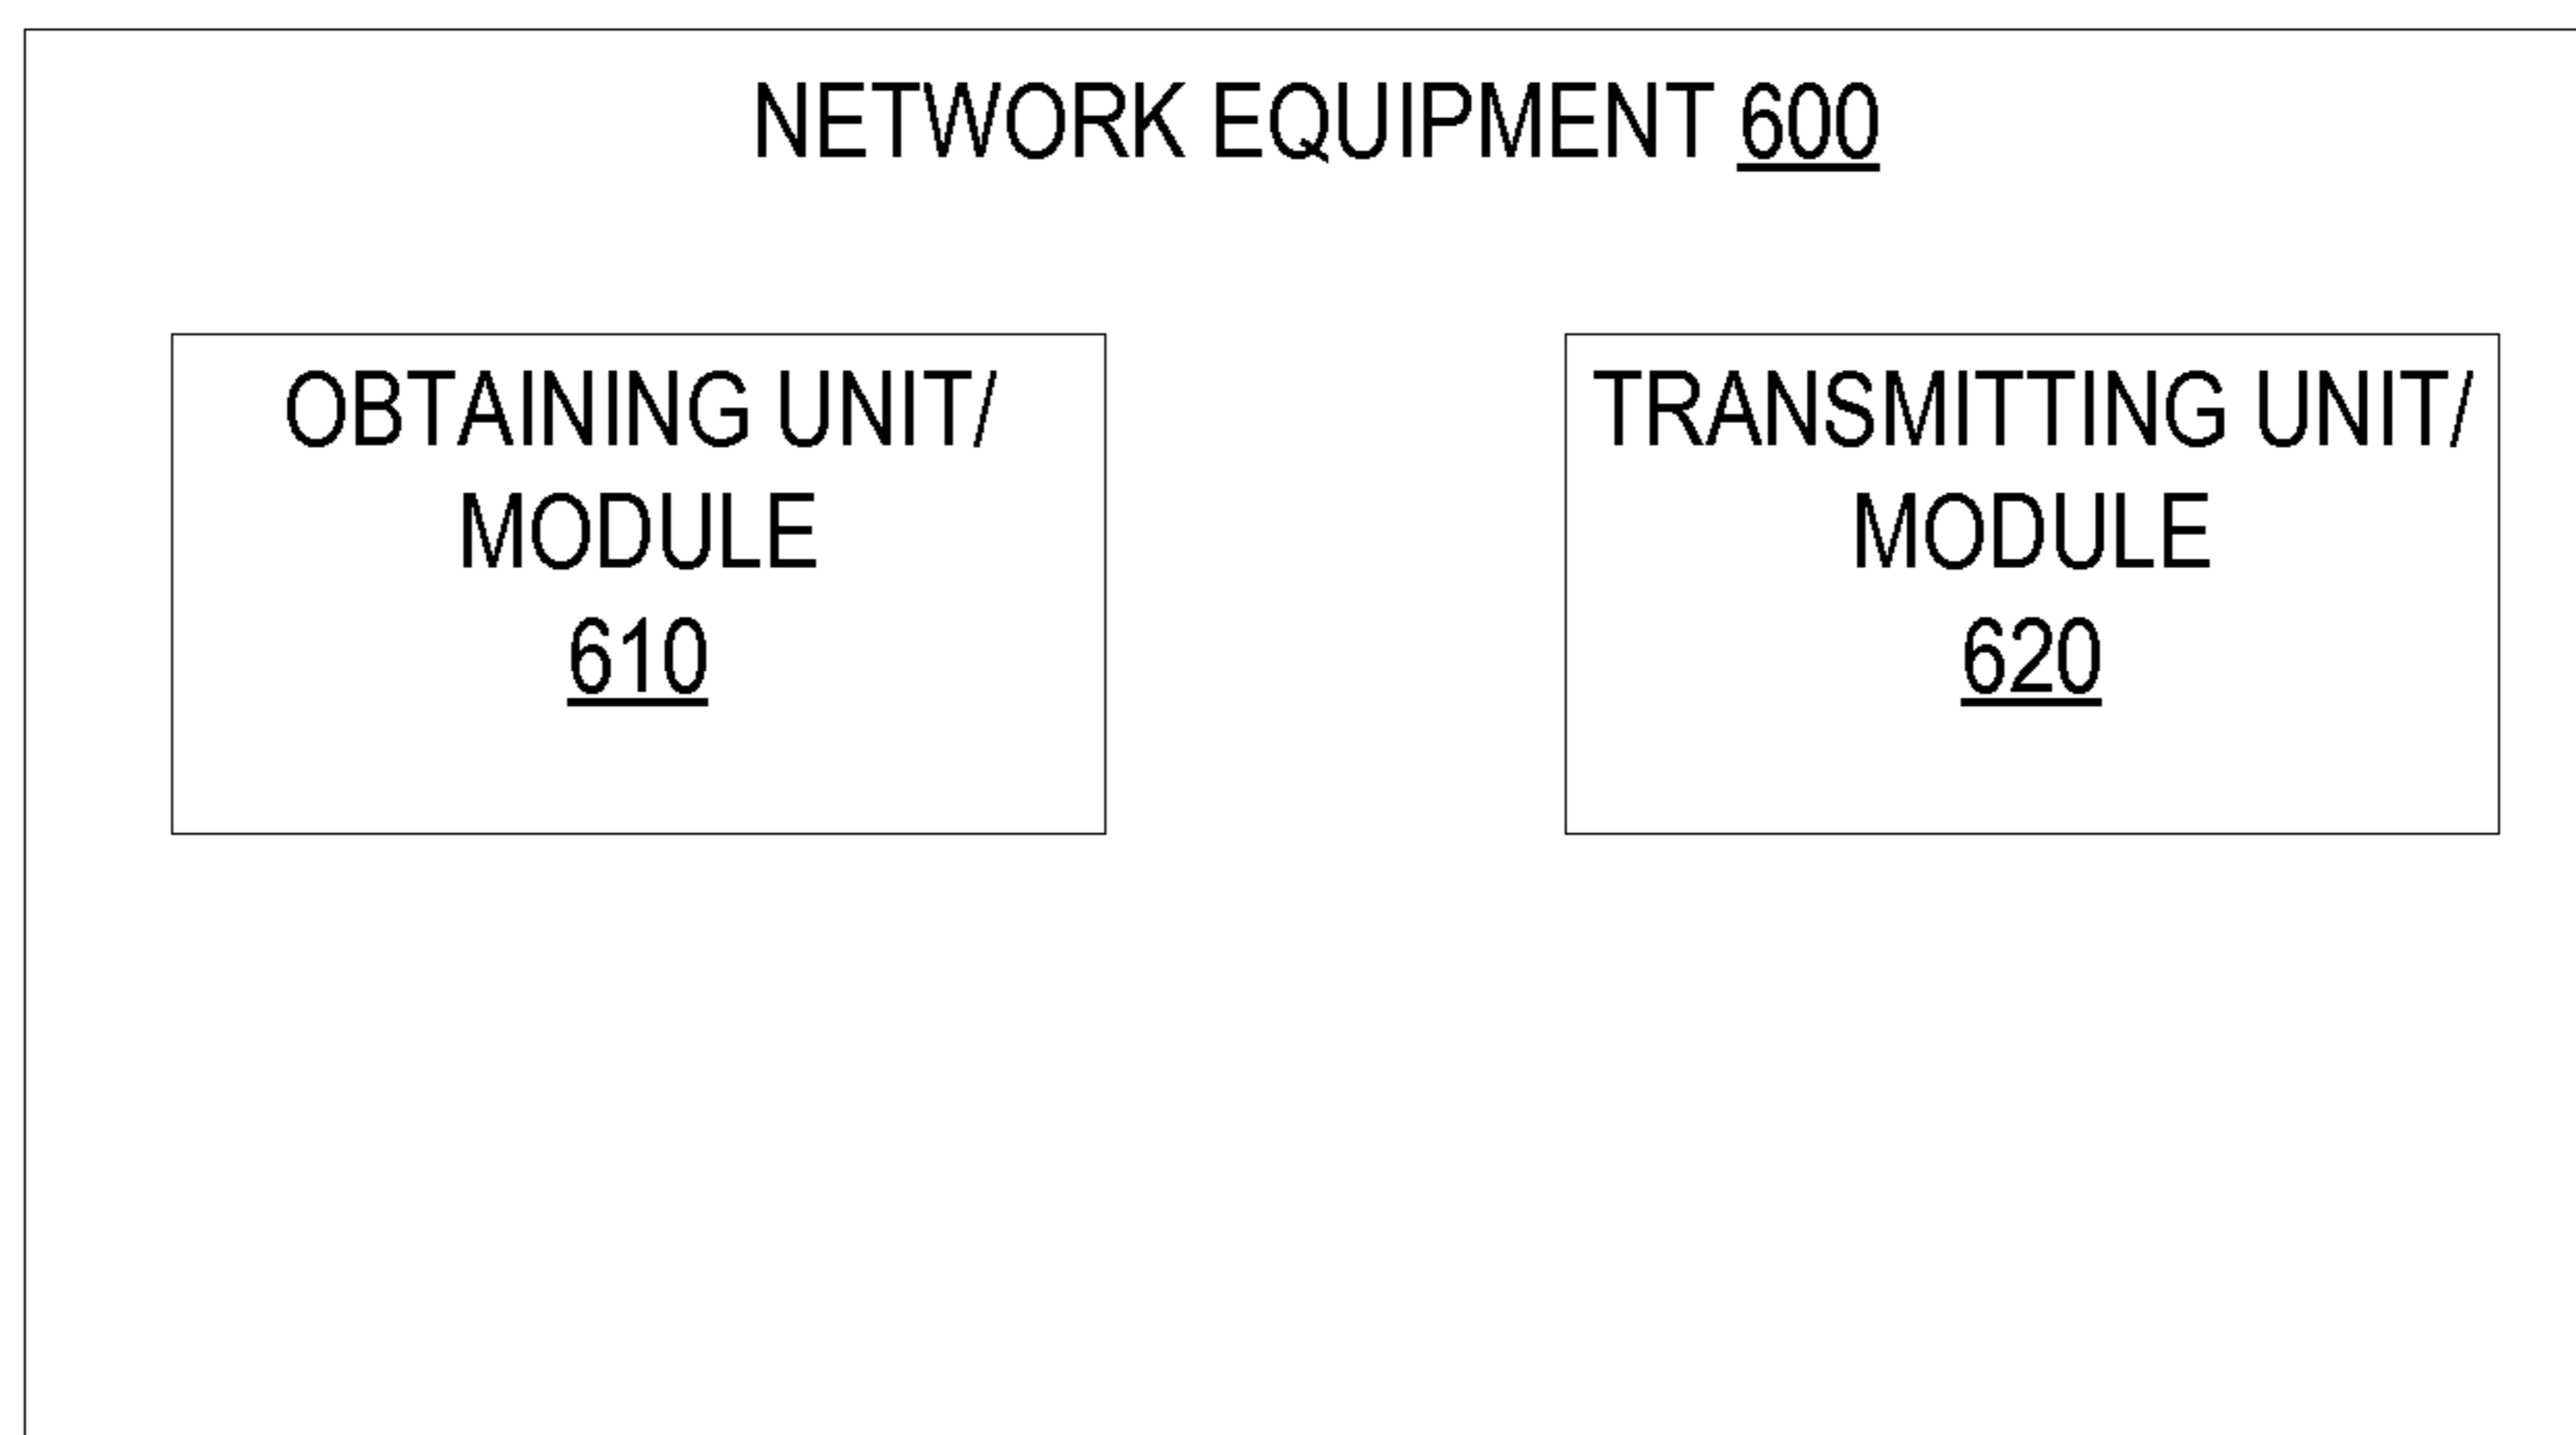 NETWORK EQUIPMENT 600
OBTAINING UNIT/
MODULE
610
TRANSMITTING UNIT/
MODULE
620